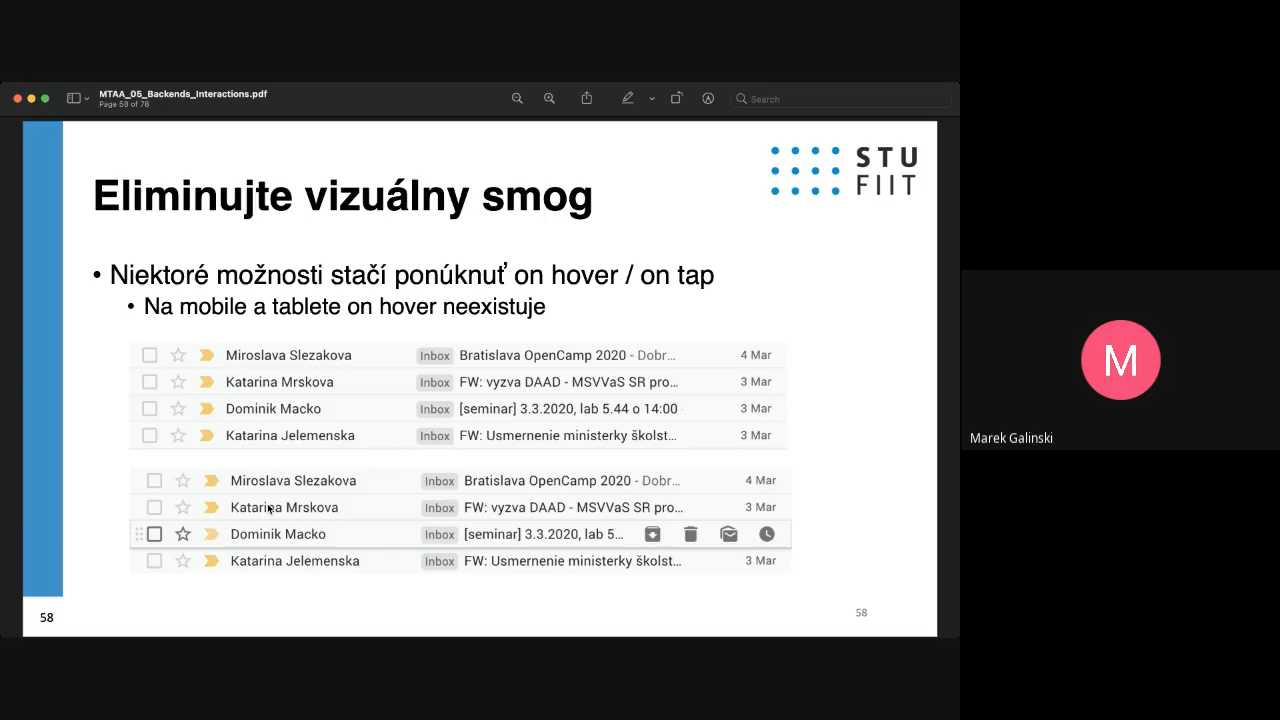 MTAA_05_Backends_Interactions.pdf
Page 58 of 78
Search
STU
FIIT
Eliminujte vizuálny smog
• Niektoré možnosti stačí ponúknuť on hover / on tap
• Na mobile a tablete on hover neexistuje
Miroslava Slezakova Inbox Bratislava OpenCamp 2020 - Dobr... 4 Mar
Katarina Mrskova Inbox FW: vyzva DAAD - MSVVaS SR pro... 3 Mar
Dominik Macko Inbox [seminar] 3.3.2020, lab 5.44 o 14:00 3 Mar
Katarina Jelemenska Inbox FW: Usmernenie ministerky školst... 3 Mar
Miroslava Slezakova Inbox Bratislava OpenCamp 2020 - Dobr... 4 Mar
Katarina Mrskova Inbox FW: vyzva DAAD - MSVVaS SR pro... 3 Mar
Dominik Macko Inbox [seminar] 3.3.2020, lab 5...
Katarina Jelemenska Inbox FW: Usmernenie ministerky školst... 3 Mar
58
58
M
Marek Galinski